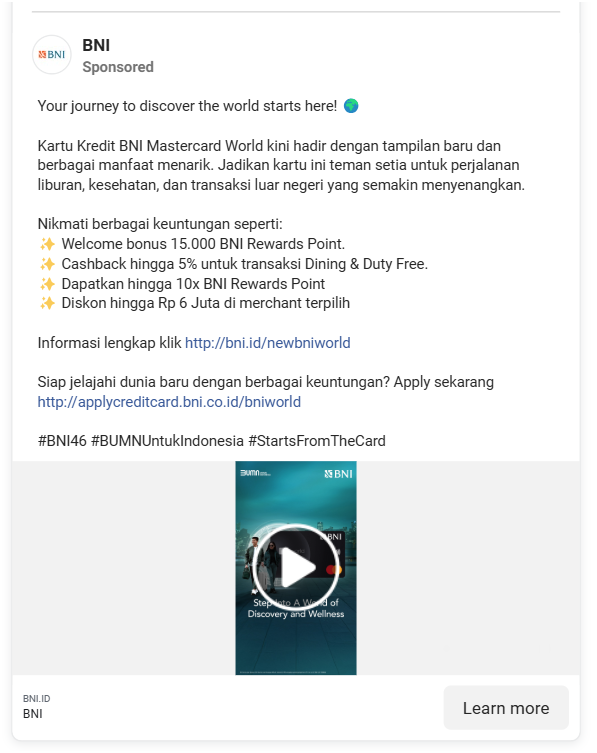 BNI
BNI
Sponsored
Your journey to discover the world starts here! 🌍
Kartu Kredit BNI Mastercard World kini hadir dengan tampilan baru dan
berbagai manfaat menarik. Jadikan kartu ini teman setia untuk perjalanan
liburan, kesehatan, dan transaksi luar negeri yang semakin menyenangkan.
Nikmati berbagai keuntungan seperti:
✨ Welcome bonus 15.000 BNI Rewards Point.
✨ Cashback hingga 5% untuk transaksi Dining & Duty Free.
✨ Dapatkan hingga 10x BNI Rewards Point
✨ Diskon hingga Rp 6 Juta di merchant terpilih
Informasi lengkap klik http://bni.id/newbniworld
Siap jelajahi dunia baru dengan berbagai keuntungan? Apply sekarang
http://applycreditcard.bni.co.id/bniworld
#BNI46 #BUMNUntukIndonesia #StartsFromTheCard
BUMN
BNI
BNI
Step Into A World of
Discovery and Wellness
BNI.ID
BNI
Learn more